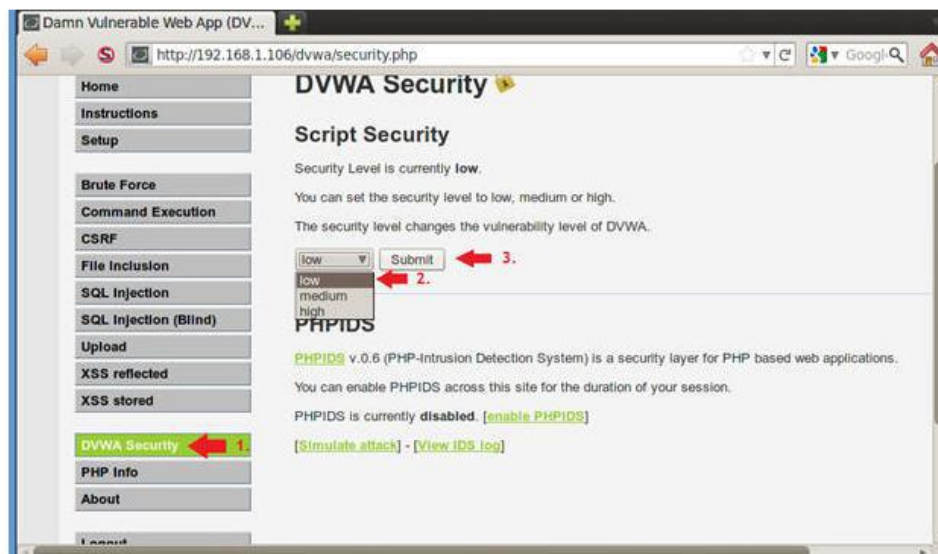 Damn Vulnerable Web App (DV...
http://192.168.1.106/dvwa/security.php
Googl
Home
Instructions
Setup
Brute Force
Command Execution
CSRF
File Inclusion
SQL Injection
SQL Injection (Blind)
Upload
XSS reflected
XSS stored
DVWA Security 1.
PHP Info
About
Logout
DVWA Security
Script Security
Security Level is currently low.
You can set the security level to low, medium or high.
The security level changes the vulnerability level of DVWA.
low Submit 3.
low 2.
medium
high
PHPIDS
PHPIDS v.0.6 (PHP-Intrusion Detection System) is a security layer for PHP based web applications.
You can enable PHPIDS across this site for the duration of your session.
PHPIDS is currently disabled. [enable PHPIDS]
[Simulate attack] - [View IDS log]